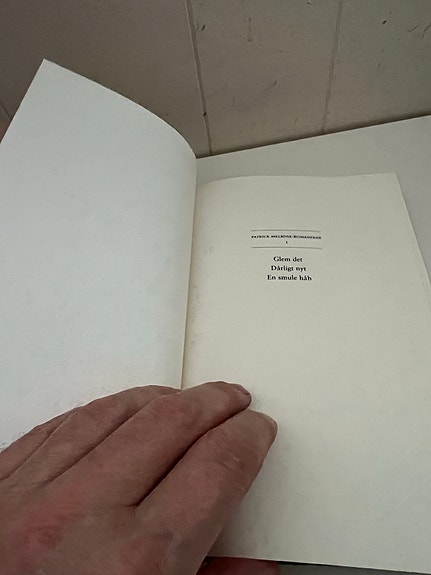 PATRICK MELROSE-ROMANERNE
1
Glem det
Dårligt nyt
En smule håb